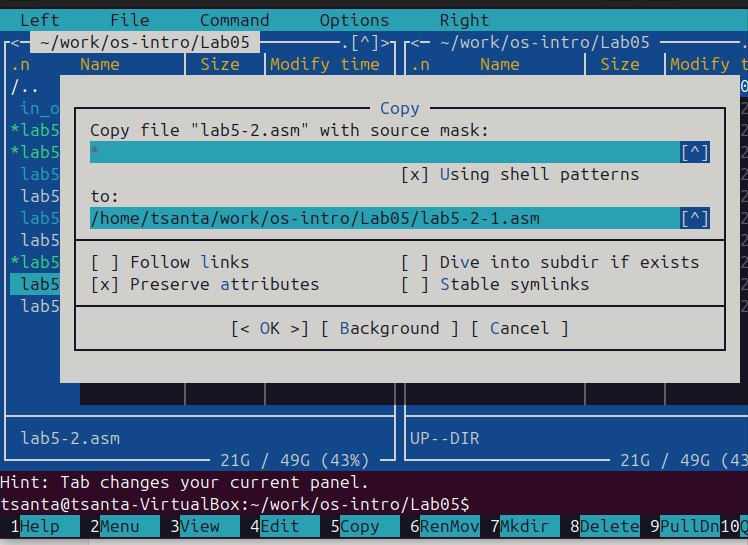 Left File Command Options Right
<- ~/work/os-intro/Lab05 .[^]> <- ~/work/os-intro/Lab05
.n Name Size Modify time .n Name Size Modify t
/..
in_o
*lab5
*lab5
lab5
lab5
lab5
lab5
*lab5
lab5
lab5
Copy
Copy file "lab5-2.asm" with source mask:
* [^]
[x] Using shell patterns
to:
/home/tsanta/work/os-intro/Lab05/lab5-2-1.asm [^]
[ ] Follow links [ ] Dive into subdir if exists
[x] Preserve attributes [ ] Stable symlinks
[< OK >] [ Background ] [ Cancel ]
lab5-2.asm UP--DIR
21G / 49G (43%) 21G / 49G (43
Hint: Tab changes your current panel.
tsanta@tsanta-VirtualBox:~/work/os-intro/Lab05$
1Help 2Menu 3View 4Edit 5Copy 6RenMov 7Mkdir 8Delete 9PullDn 10Q